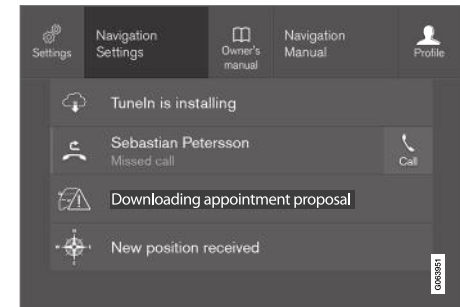 Settings
Navigation
Settings
Owner's
manual
Navigation
Manual
Profile
TuneIn is installing
Sebastian Petersson
Missed call
Call
Downloading appointment proposal
New position received
G063951